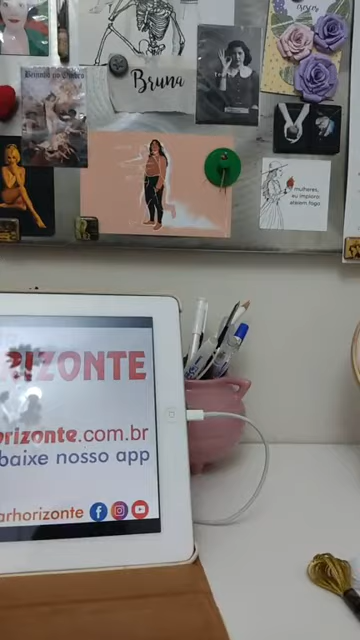 Bruna
mulheres,
eu imploro
ateiem fogo
RIZONTE
orizonte.com.br
baixe nosso app
arhorizonte